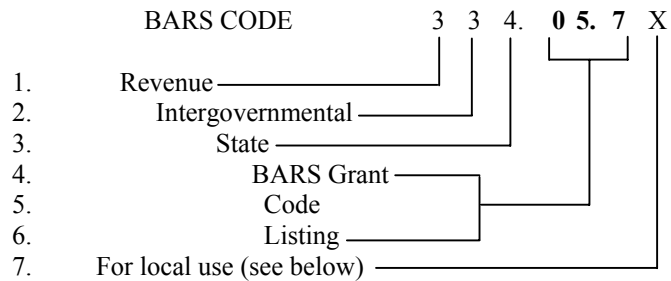 BARS CODE 3 3 4. 0 5. 7 X
1. Revenue
2. Intergovernmental
3. State
4. BARS Grant
5. Code
6. Listing
7. For local use (see below)